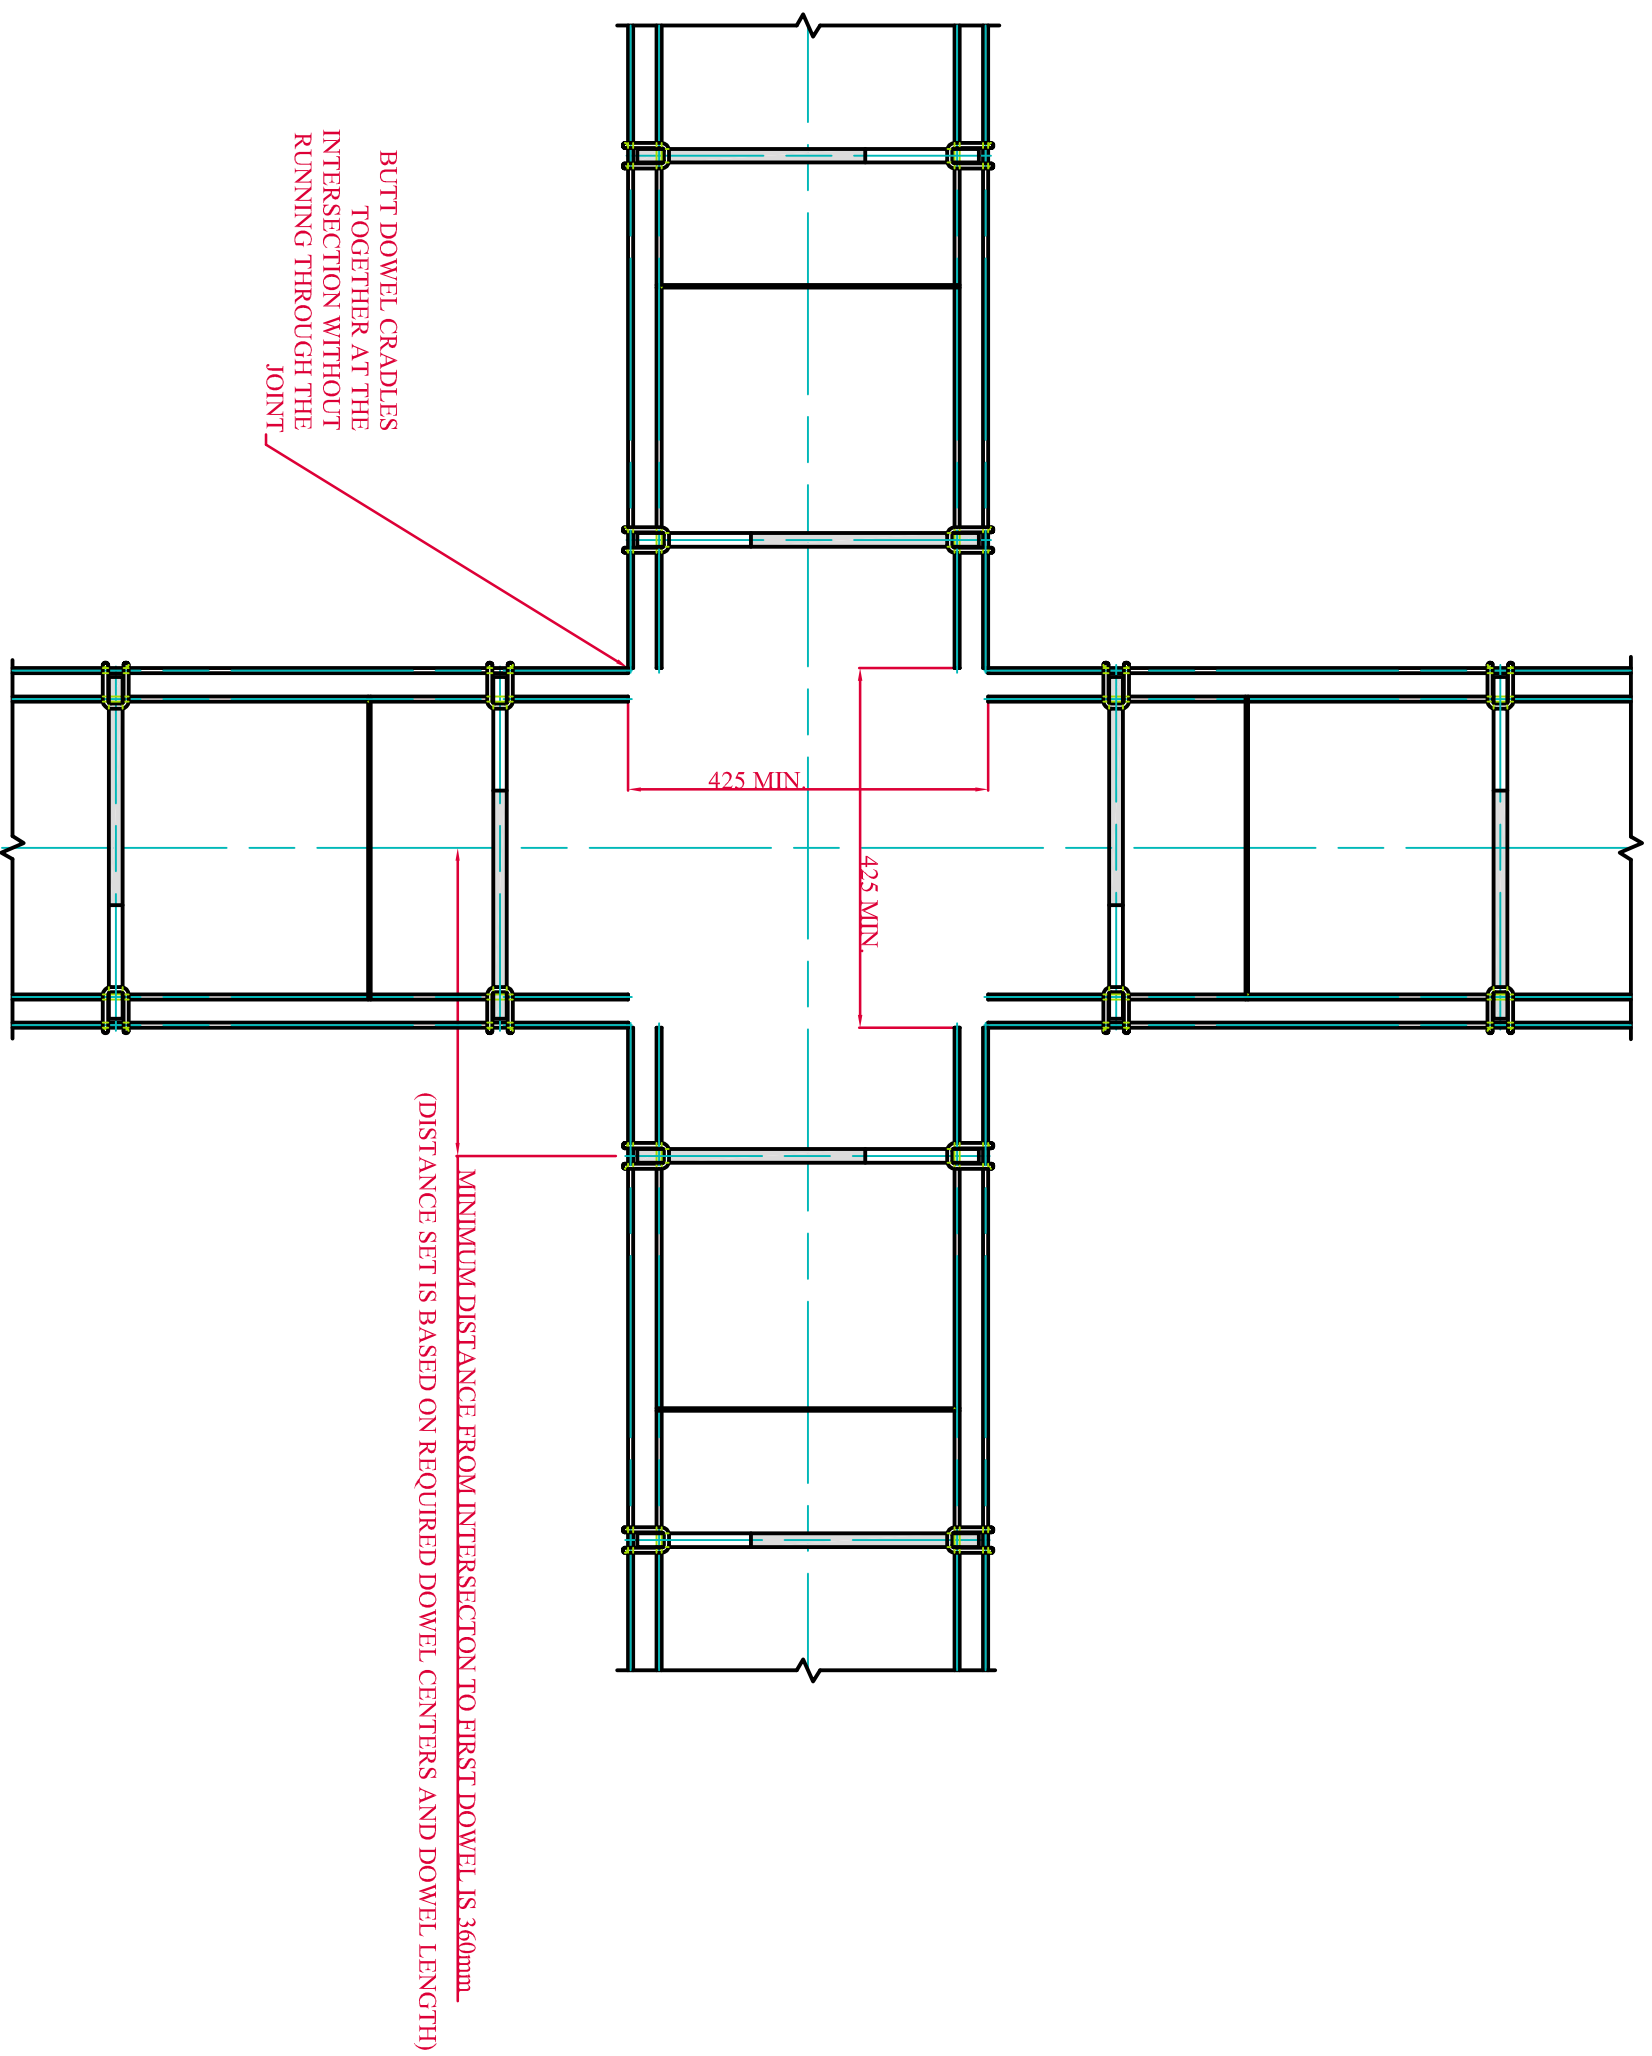 BUTT DOWEL CRADLES
TOGETHER AT THE
INTERSECTION WITHOUT
RUNNING THROUGH THE
JOINT
425 MIN.
425 MIN.
MINIMUM DISTANCE FROM INTERSECTON TO FIRST DOWEL IS 360mm
(DISTANCE SET IS BASED ON REQUIRED DOWEL CENTERS AND DOWEL LENGTH)